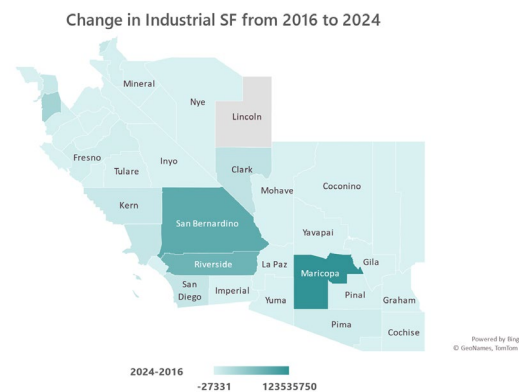 Change in Industrial SF from 2016 to 2024
Mineral
Nye
Lincoln
Fresno
Tulare
Inyo
Clark
Mohave
Coconino
Kern
San Bernardino
Yavapai
Riverside
La Paz
Maricopa
Gila
San
Diego
Imperial
Yuma
Pinal
Graham
Pima
Cochise
Powered by Bing
© GeoNames, TomTom
2024-2016
-27331 123535750